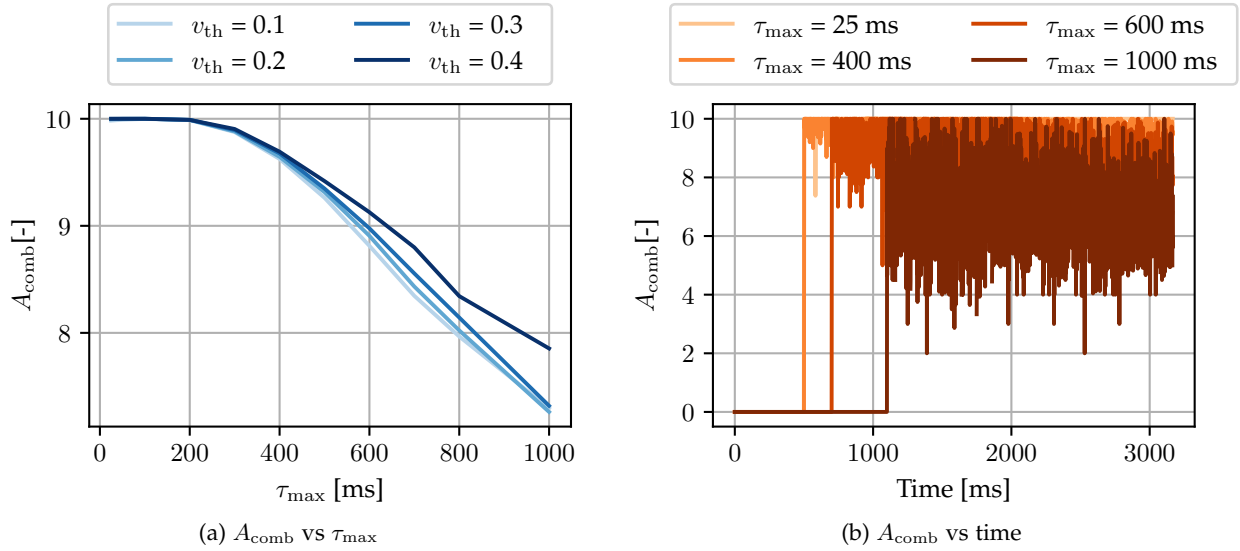 v_th = 0.1 v_th = 0.3
v_th = 0.2 v_th = 0.4
10
9
8
A_comb[-]
0 200 400 600 800 1000
τ_max [ms]
(a) A_comb vs τ_max
τ_max = 25 ms τ_max = 600 ms
τ_max = 400 ms τ_max = 1000 ms
10
8
6
4
2
0
A_comb[-]
0 1000 2000 3000
Time [ms]
(b) A_comb vs time